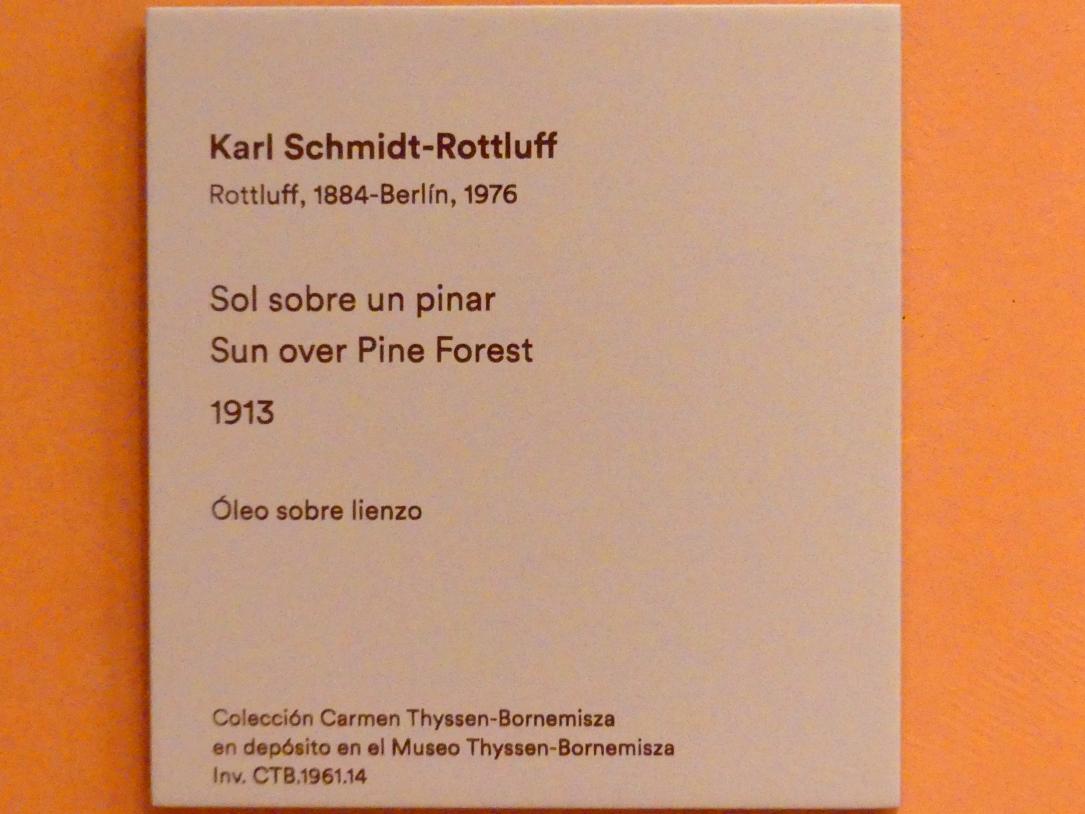 Karl Schmidt-Rottluff
Rottluff, 1884-Berlín, 1976
Sol sobre un pinar
Sun over Pine Forest
1913
Óleo sobre lienzo
Colección Carmen Thyssen-Bornemisza
en depósito en el Museo Thyssen-Bornemisza
Inv. CTB.1961.14